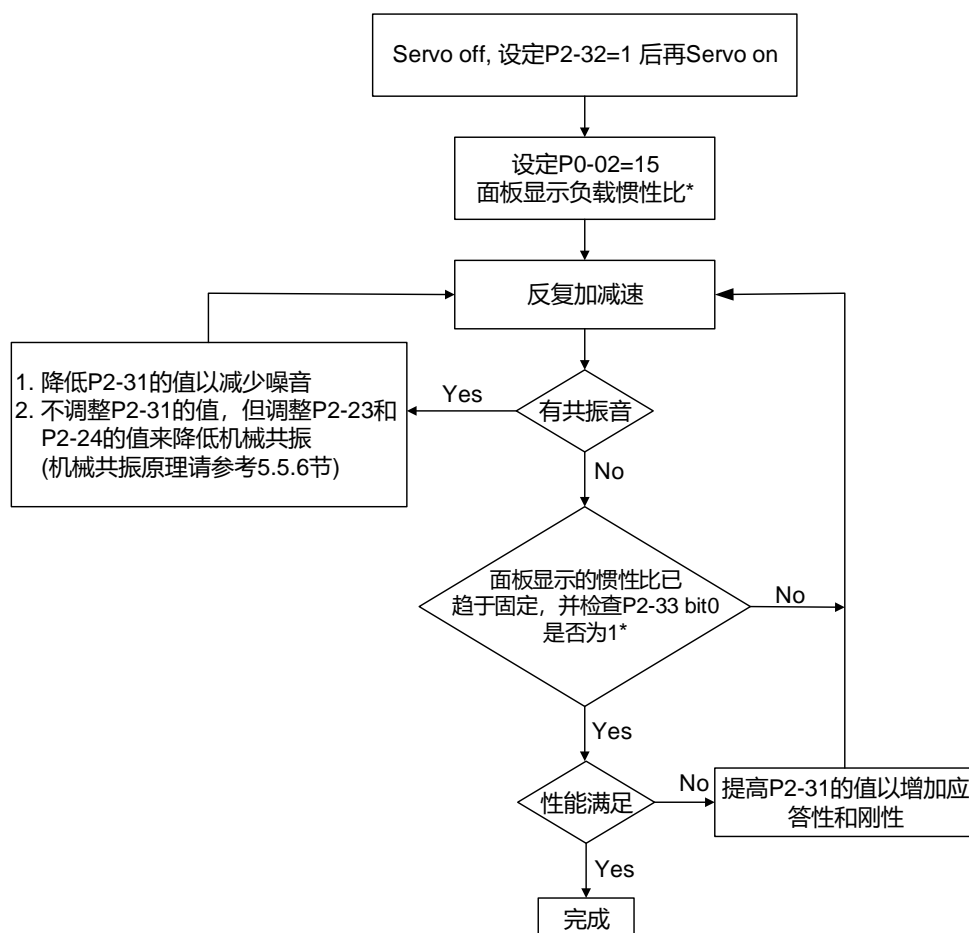 Servo off, 设定P2-32=1 后再Servo on
设定P0-02=15
面板显示负载惯性比*
反复加减速
1. 降低P2-31的值以减少噪音
2. 不调整P2-31的值，但调整P2-23和
P2-24的值来降低机械共振
(机械共振原理请参考5.5.6节)
Yes
有共振音
No
面板显示的惯性比已
趋于固定，并检查P2-33 bit0
是否为1*
No
Yes
性能满足
No
提高P2-31的值以增加应
答性和刚性
Yes
完成